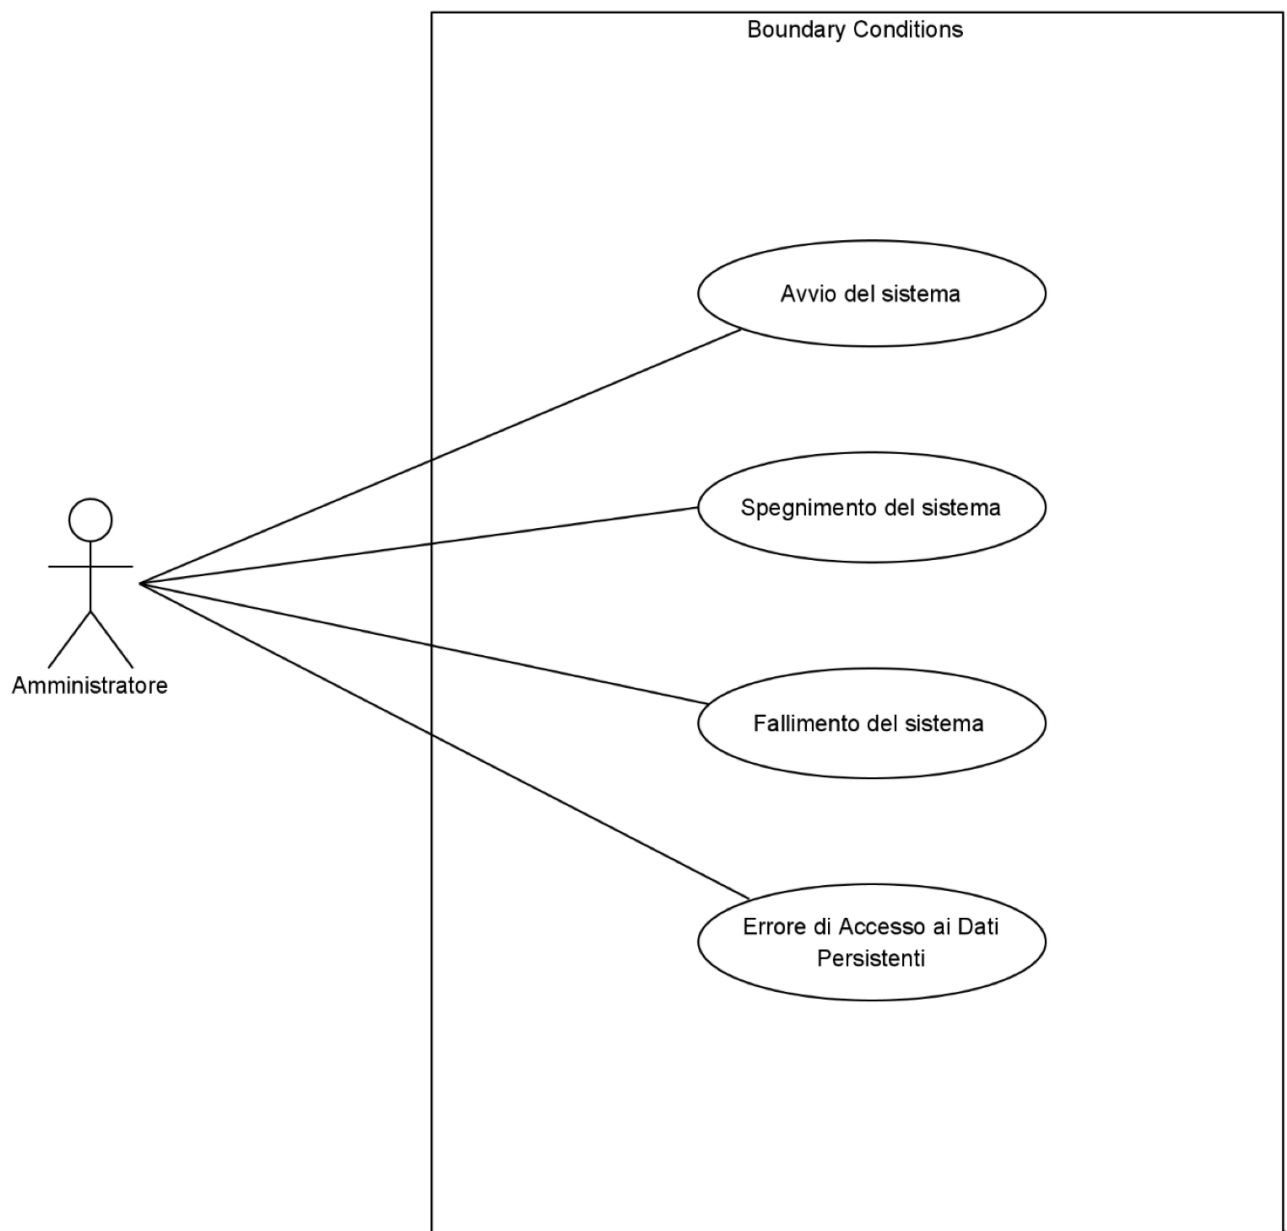 Boundary Conditions
Avvio del sistema
Spegnimento del sistema
Amministratore
Fallimento del sistema
Errore di Accesso ai Dati
Persistenti